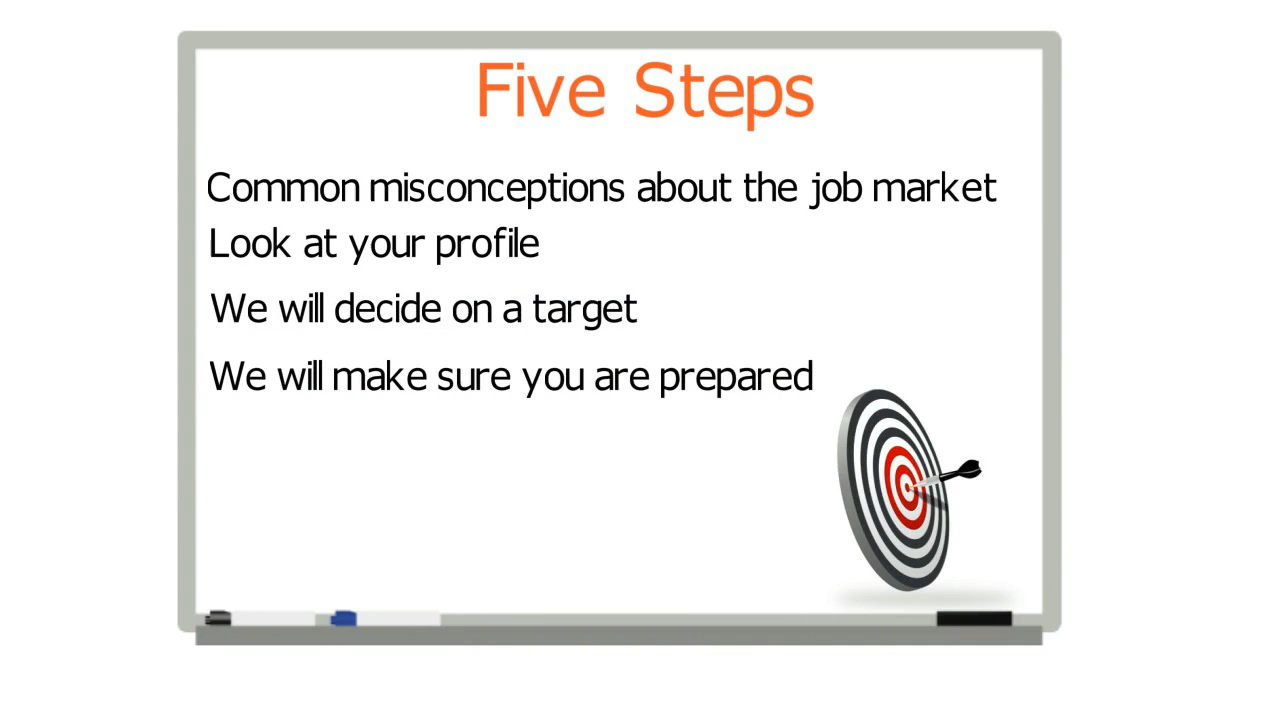 Five Steps
Common misconceptions about the job market
Look at your profile
We will decide on a target
We will make sure you are prepared